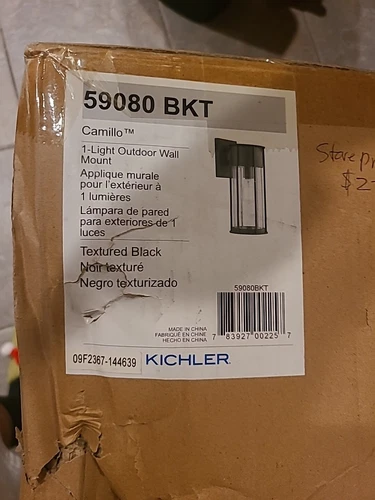 59080 BKT
Camillo™
1-Light Outdoor Wall
Mount
Applique murale
pour l'extérieur à
1 lumières
Lámpara de pared
para exteriores de 1
luces
Textured Black
Noir texturé
Negro texturizado
59080BKT
MADE IN CHINA
FABRIQUÉ EN CHINE
HECHO EN CHINA
7 83927 00225 7
09F2367-144639
KICHLER
Store
$2